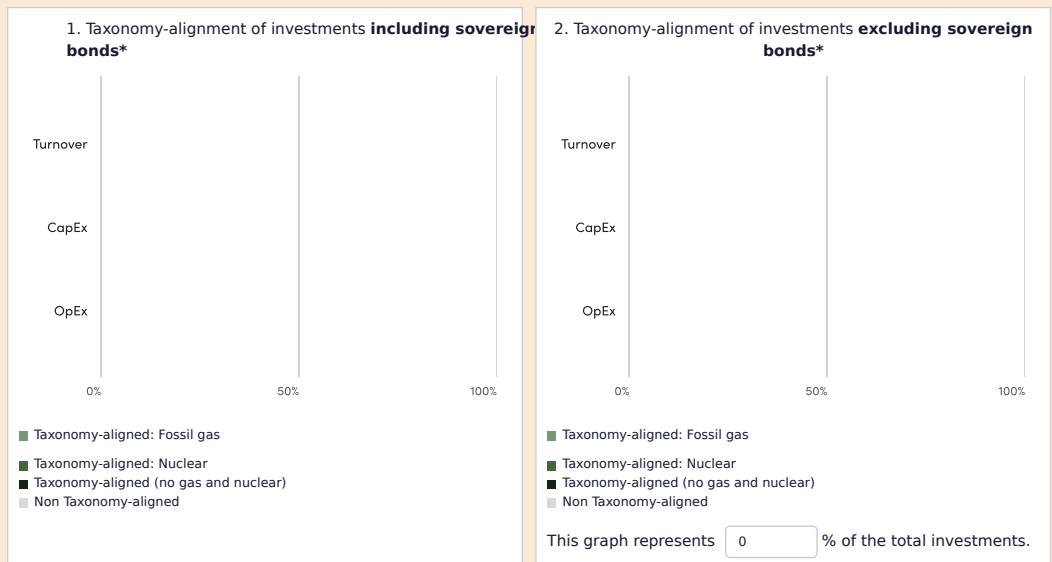 1. Taxonomy-alignment of investments including sovereign
bonds*
Turnover
CapEx
OpEx
0% 50% 100%
Taxonomy-aligned: Fossil gas
Taxonomy-aligned: Nuclear
Taxonomy-aligned (no gas and nuclear)
Non Taxonomy-aligned
2. Taxonomy-alignment of investments excluding sovereign
bonds*
Turnover
CapEx
OpEx
0% 50% 100%
Taxonomy-aligned: Fossil gas
Taxonomy-aligned: Nuclear
Taxonomy-aligned (no gas and nuclear)
Non Taxonomy-aligned
This graph represents 0 % of the total investments.